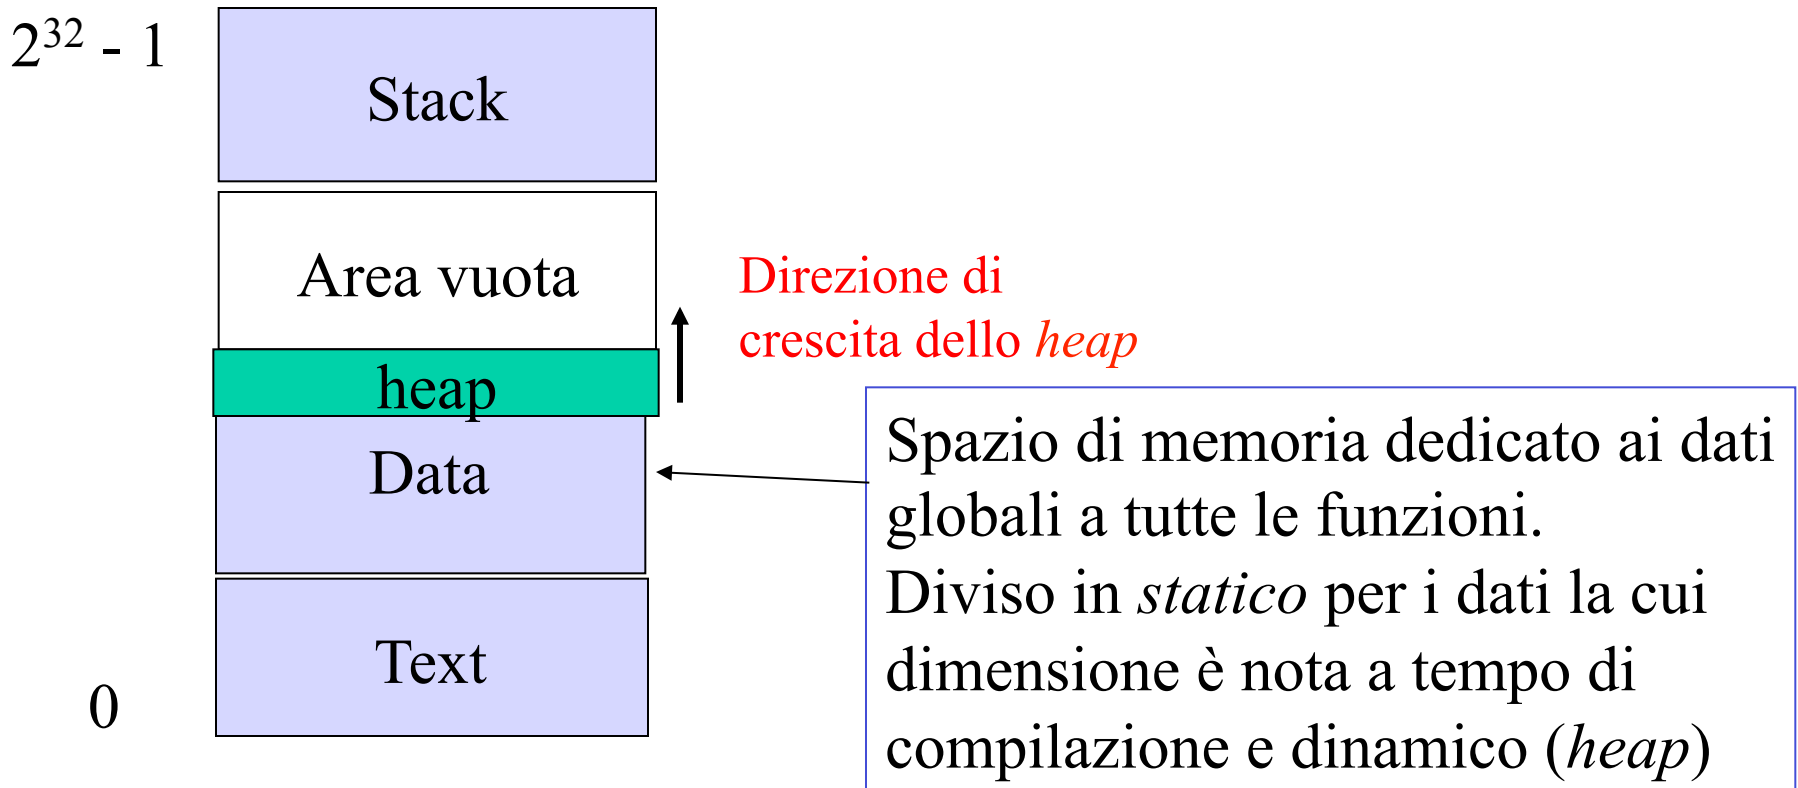 2³² - 1
Stack
Area vuota
Direzione di
crescita dello heap
heap
Data
Spazio di memoria dedicato ai dati
globali a tutte le funzioni.
Diviso in statico per i dati la cui
dimensione è nota a tempo di
compilazione e dinamico (heap)
Text
0